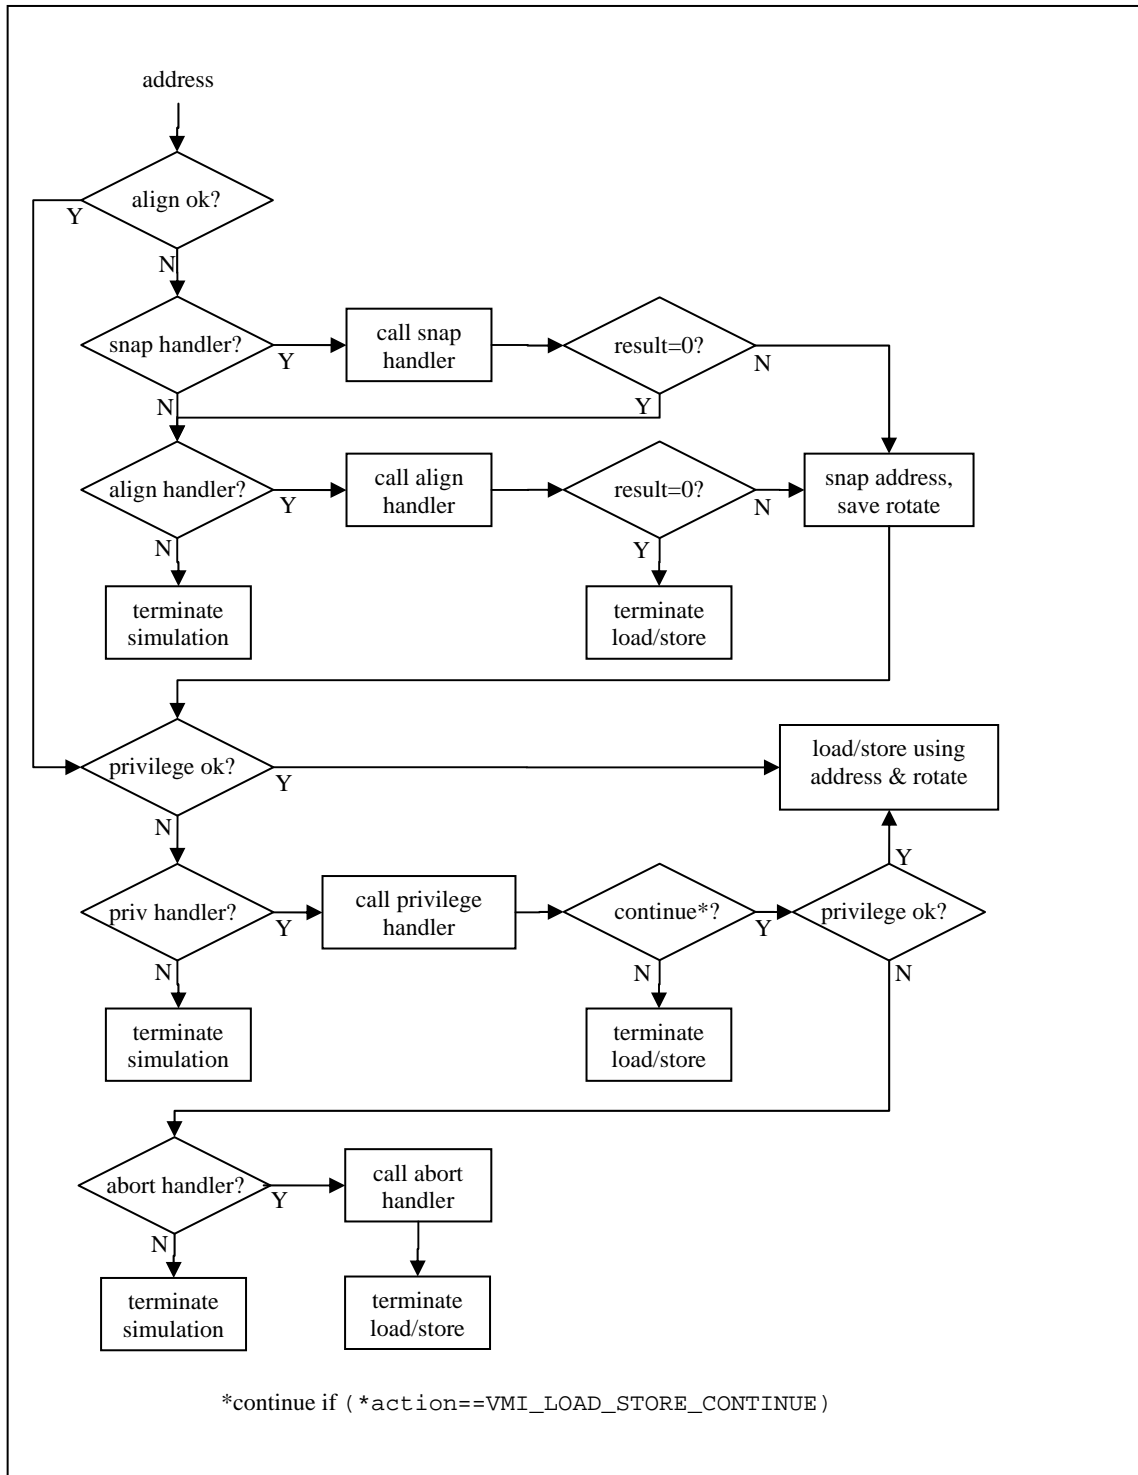 address
align ok?
Y
N
snap handler?
Y
call snap
handler
result=0?
N
N
Y
align handler?
Y
call align
handler
result=0?
N
snap address,
save rotate
N
Y
terminate
simulation
terminate
load/store
privilege ok?
Y
load/store using
address & rotate
N
Y
priv handler?
Y
call privilege
handler
continue*?
Y
privilege ok?
N
N
N
terminate
simulation
terminate
load/store
abort handler?
Y
call abort
handler
N
terminate
simulation
terminate
load/store
*continue if (*action==VMI_LOAD_STORE_CONTINUE)